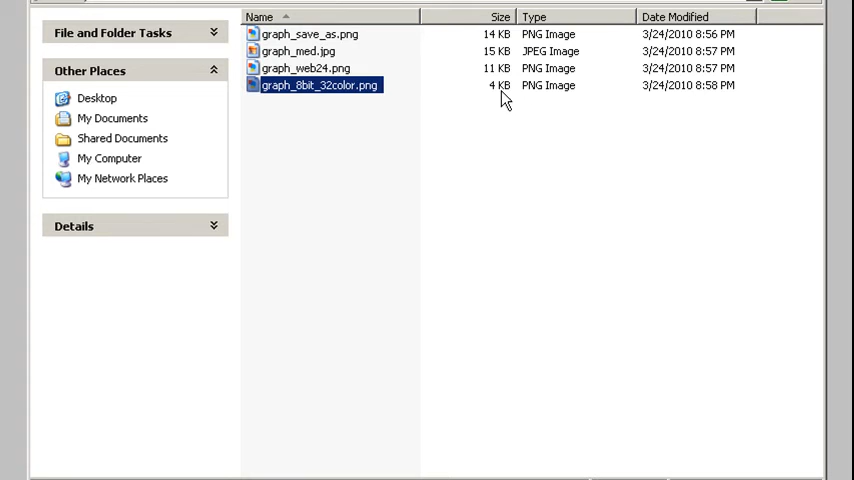 Name Size Type Date Modified
File and Folder Tasks
Other Places
Desktop
My Documents
Shared Documents
My Computer
My Network Places
Details
graph_save_as.png 14 KB PNG Image 3/24/2010 8:56 PM
graph_med.jpg 15 KB JPEG Image 3/24/2010 8:57 PM
graph_web24.png 11 KB PNG Image 3/24/2010 8:57 PM
graph_8bit_32color.png 4 KB PNG Image 3/24/2010 8:58 PM